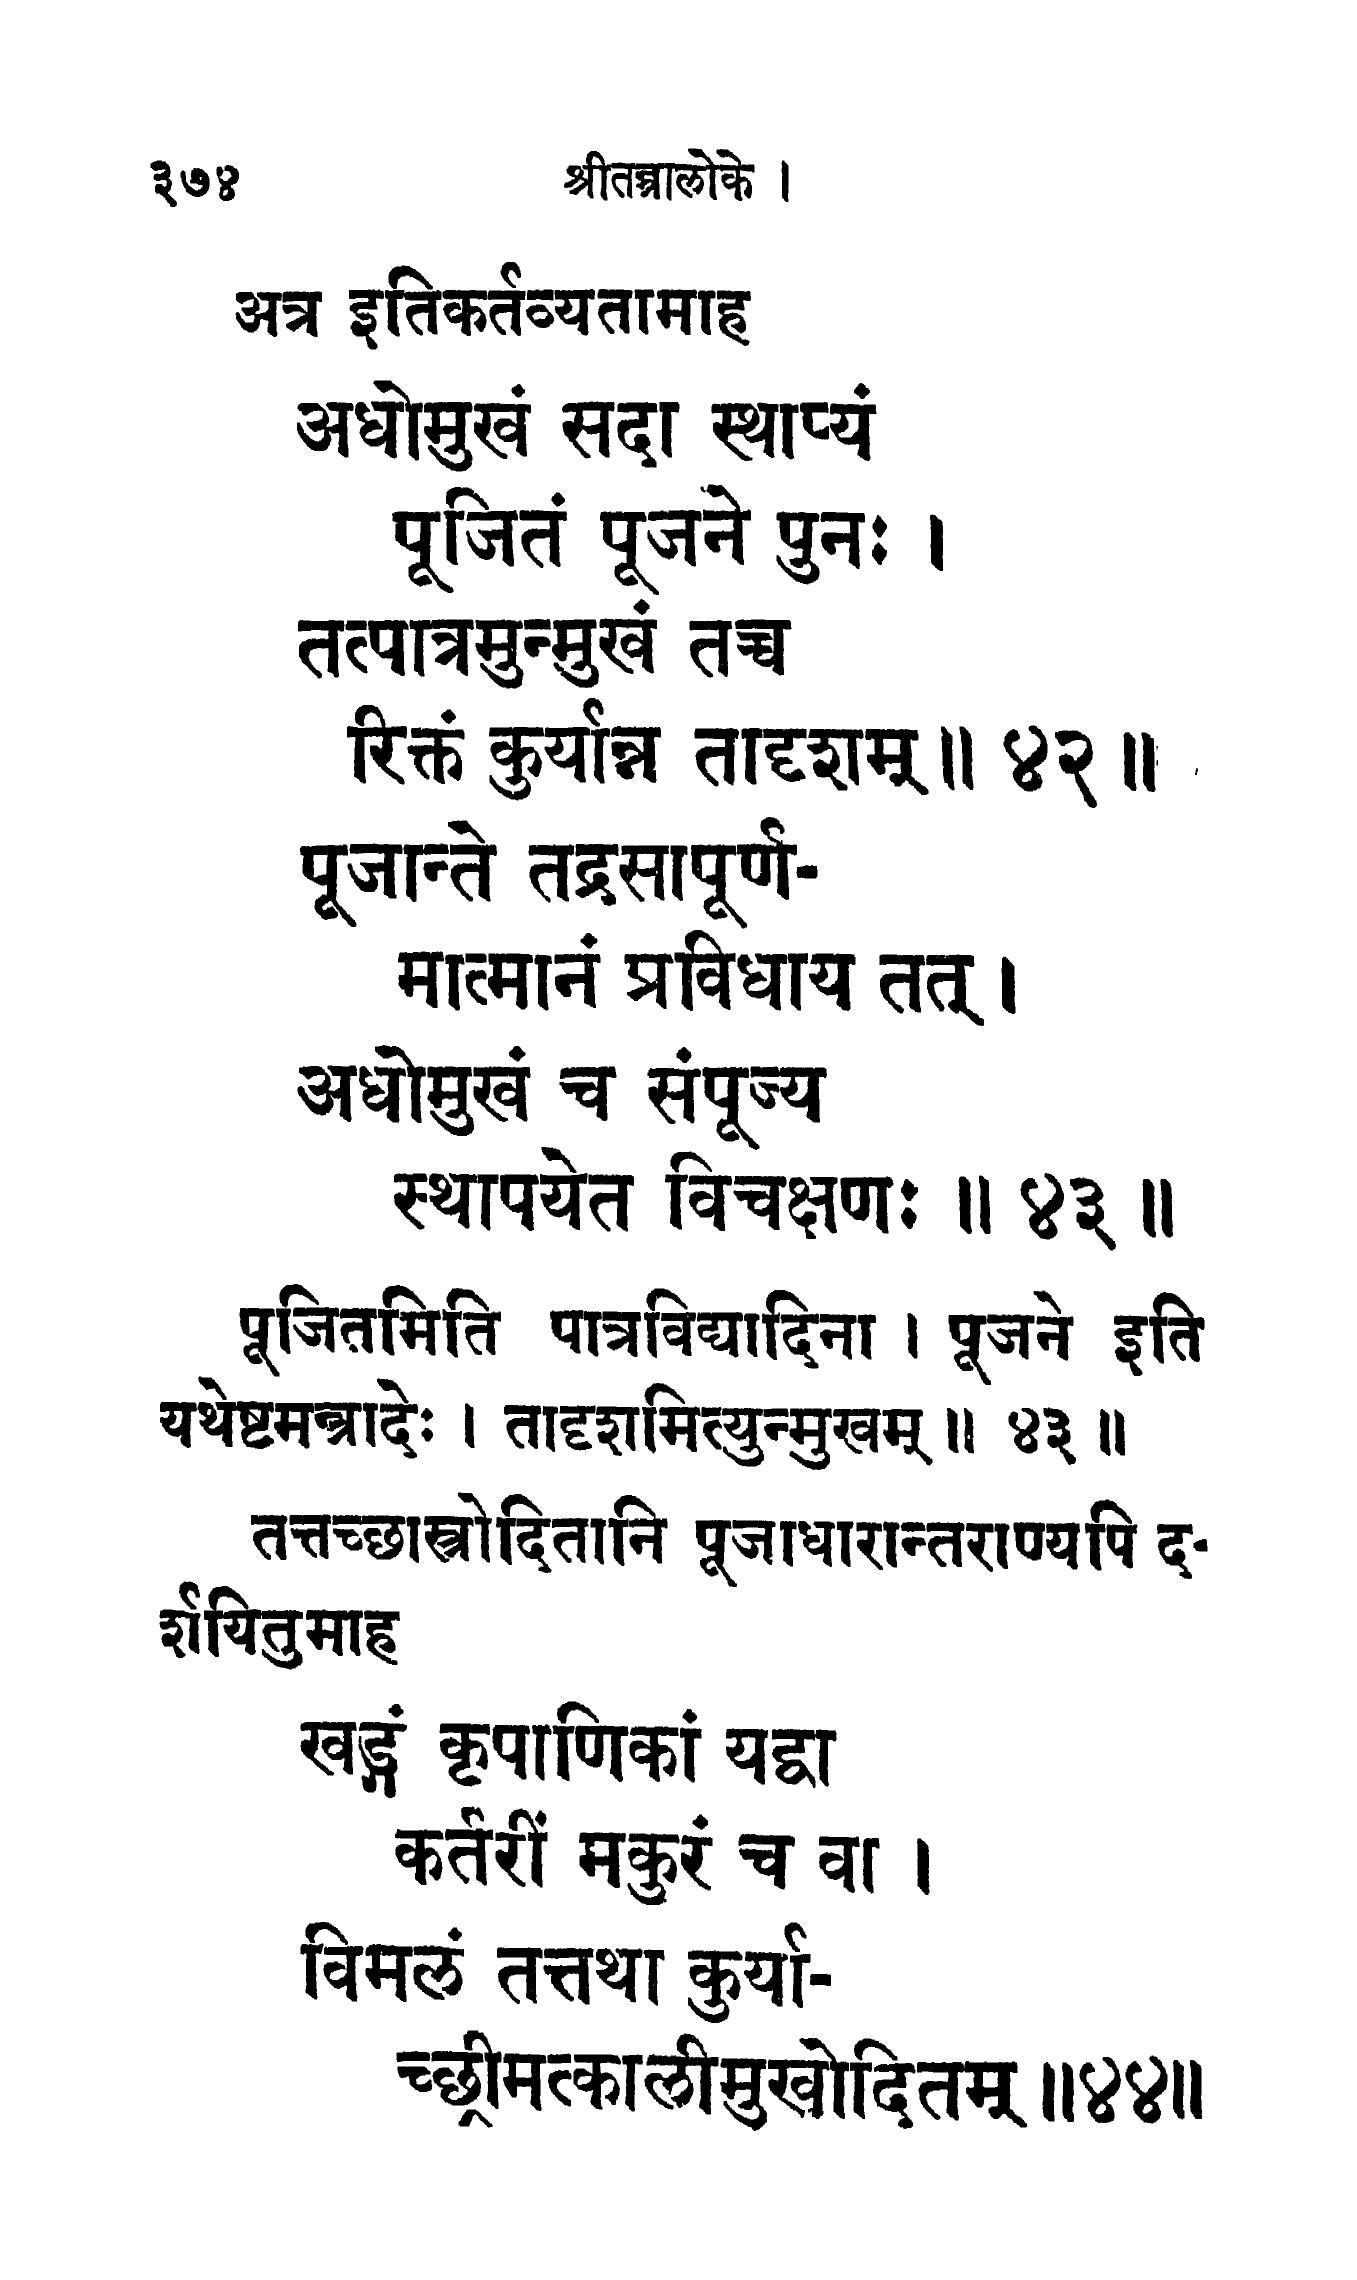 ३७४ श्रीतन्त्रालोके ।
अत्र इतिकर्तव्यतामाह
अधोमुखं सदा स्थाप्यं
पूजितं पूजने पुनः ।
तत्पात्रमुन्मुखं तच्च
रिक्तं कुर्यान्न तादृशम् ॥ ४२ ॥
पूजान्ते तद्रसापूर्ण-
मात्मानं प्रविधाय तत् ।
अधोमुखं च संपूज्य
स्थापयेत विचक्षणः ॥ ४३ ॥
पूजितमिति पात्रविद्यादिना । पूजने इति
यथेष्टमन्त्रादेः । तादृशमित्युन्मुखम् ॥ ४३ ॥
तत्तच्छास्त्रोदितानि पूजाधारान्तराण्यपि द-
र्शयितुमाह
खड्गं कृपाणिकां यद्वा
कर्तरीं मकुरं च वा ।
विमलं तत्तथा कुर्या-
च्छ्रीमत्कालीमुखोदितम् ॥४४॥